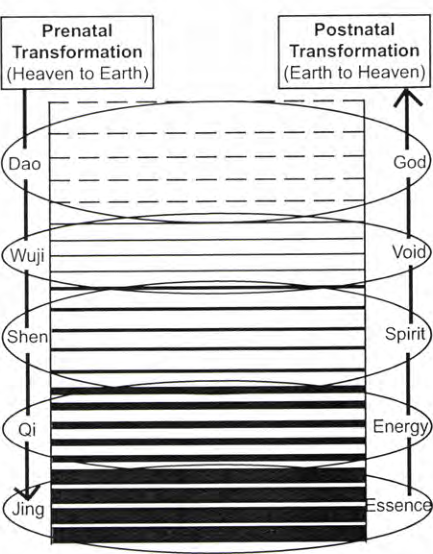 Prenatal
Transformation
(Heaven to Earth)
Postnatal
Transformation
(Earth to Heaven)
Dao
God
Wuji
Void
Shen
Spirit
Qi
Energy
Jing
Essence